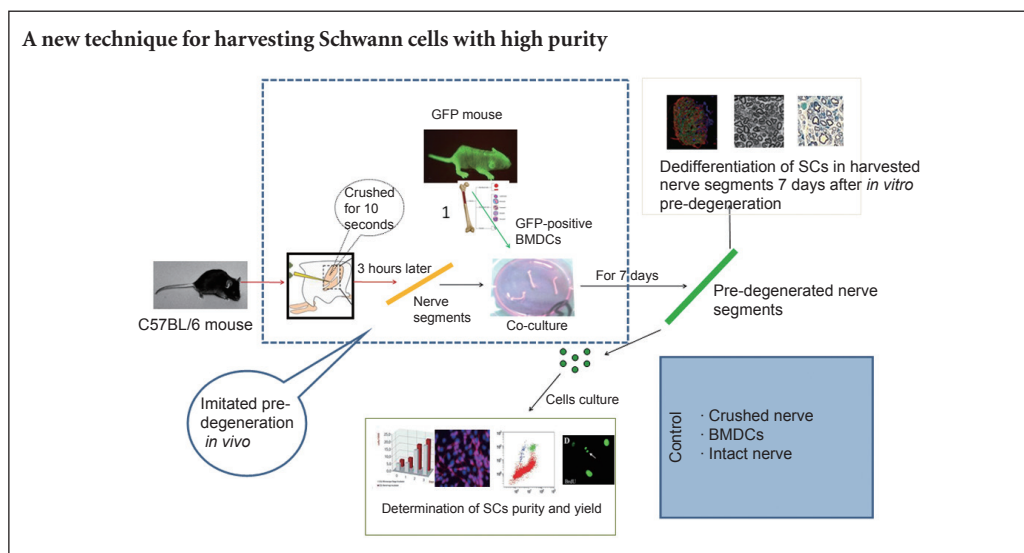 A new technique for harvesting Schwann cells with high purity
GFP mouse
Crushed
for 10
seconds
1
GFP-positive
BMDCs
Dedifferentiation of SCs in harvested
nerve segments 7 days after in vitro
pre-degeneration
C57BL/6 mouse
3 hours later
Nerve
segments
Co-culture
For 7 days
Pre-degenerated nerve
segments
Imitated pre-
degeneration
in vivo
Cells culture
D
Determination of SCs purity and yield
Control
· Crushed nerve
· BMDCs
· Intact nerve